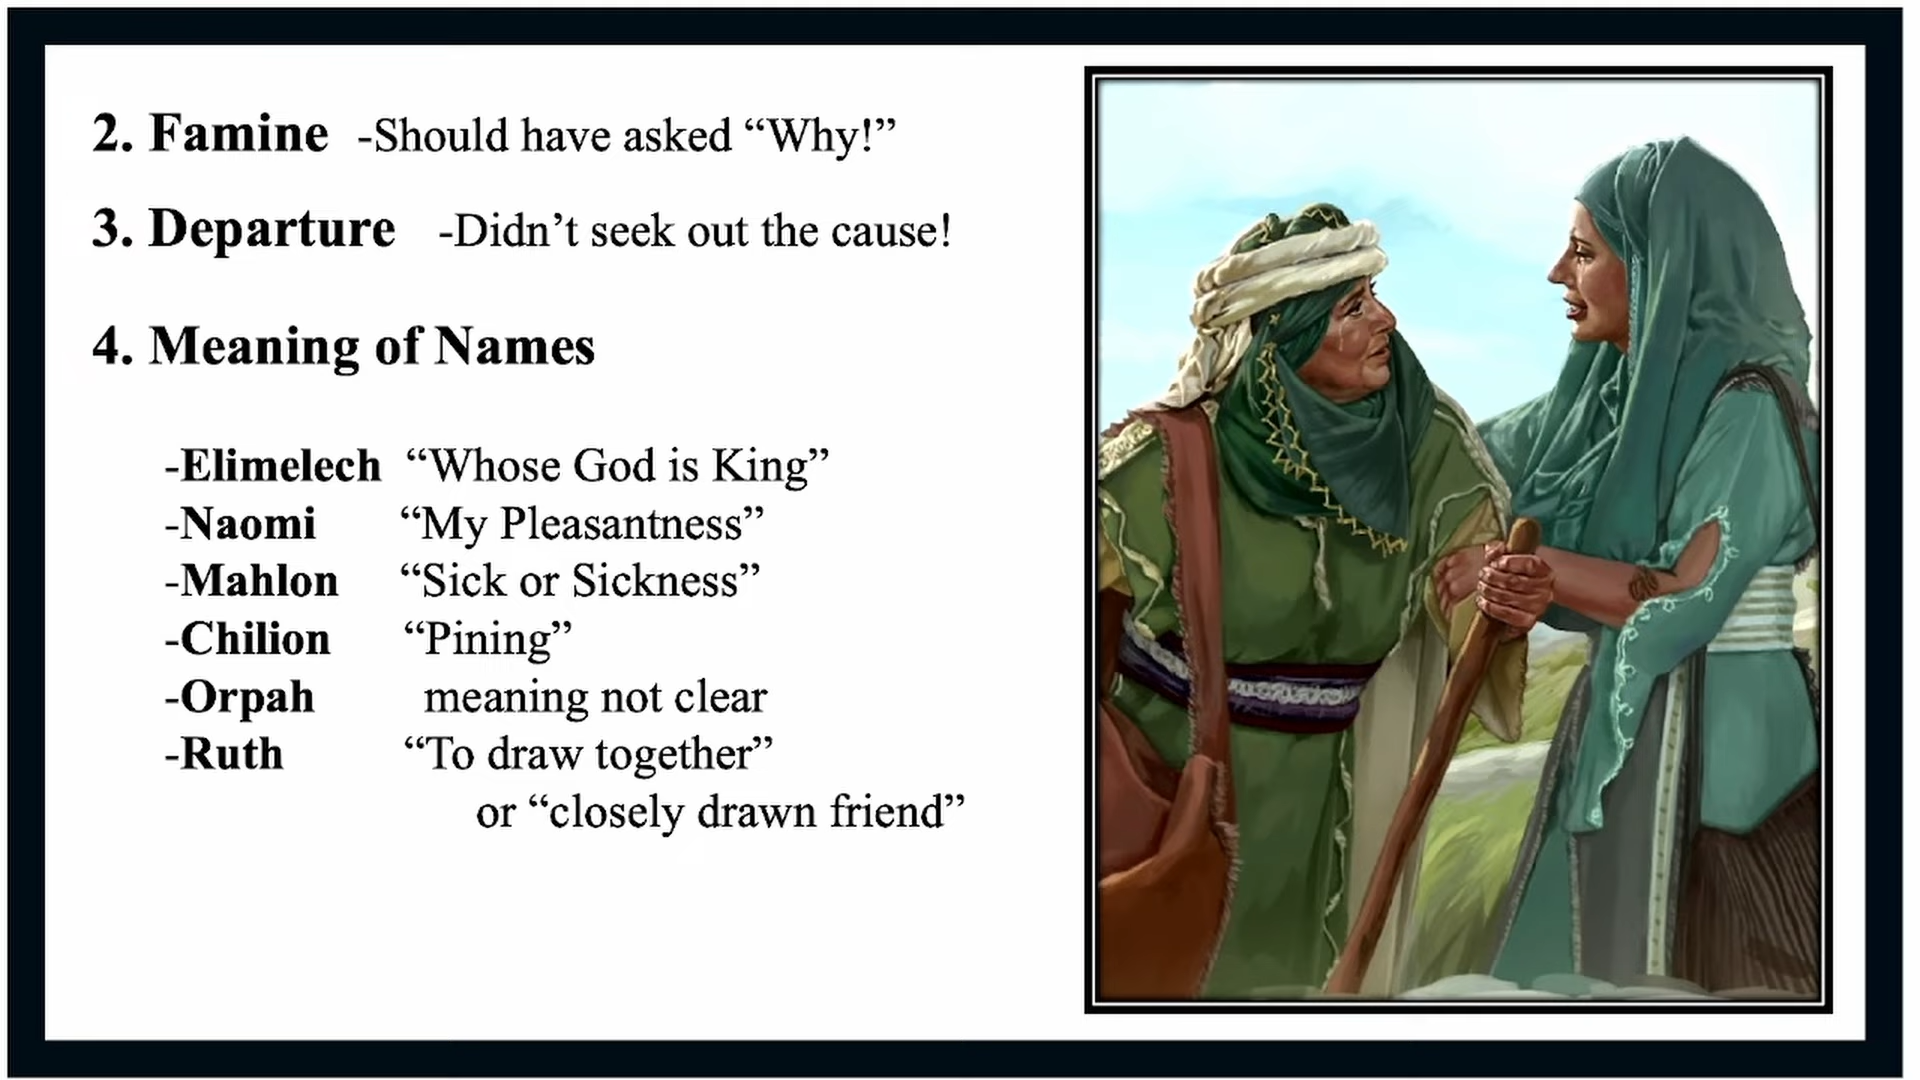 2. Famine -Should have asked “Why!”
3. Departure -Didn’t seek out the cause!
4. Meaning of Names
-Elimelech “Whose God is King”
-Naomi “My Pleasantness”
-Mahlon “Sick or Sickness”
-Chilion “Pining”
-Orpah meaning not clear
-Ruth “To draw together”
or “closely drawn friend”